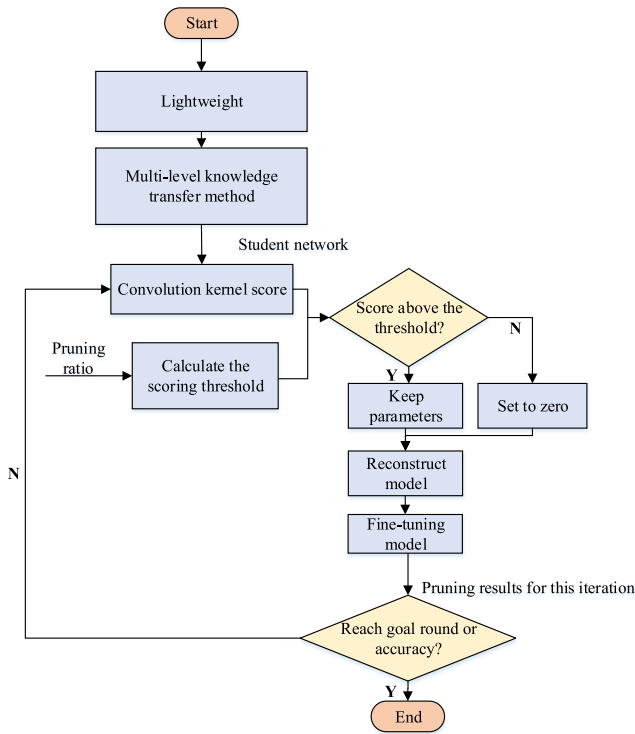 Start
Lightweight
Multi-level knowledge
transfer method
Student network
Convolution kernel score
Score above the
threshold?
N
Pruning
ratio
Calculate the
scoring threshold
Y
Keep
parameters
Set to zero
Reconstruct
model
N
Fine-tuning
model
Pruning results for this iteration
Reach goal round or
accuracy?
Y
End